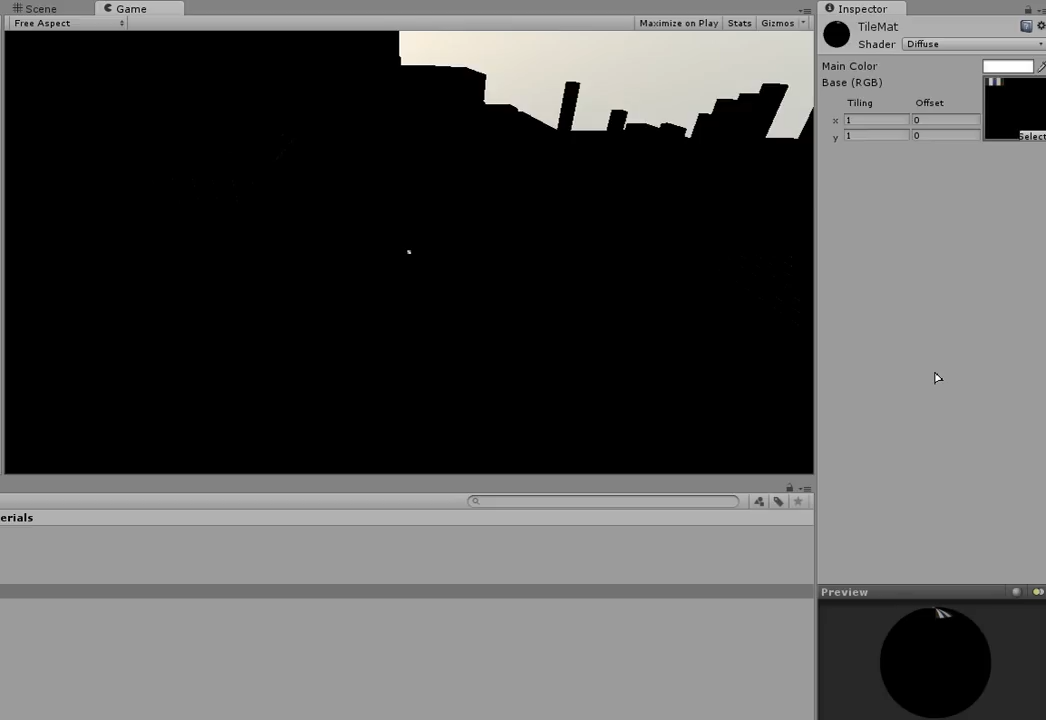 Scene
Game
Inspector
Free Aspect
Maximize on Play
Stats
Gizmos
TileMat
Shader
Diffuse
Main Color
Base (RGB)
Tiling
Offset
x
1
0
y
1
0
Select
erials
Preview